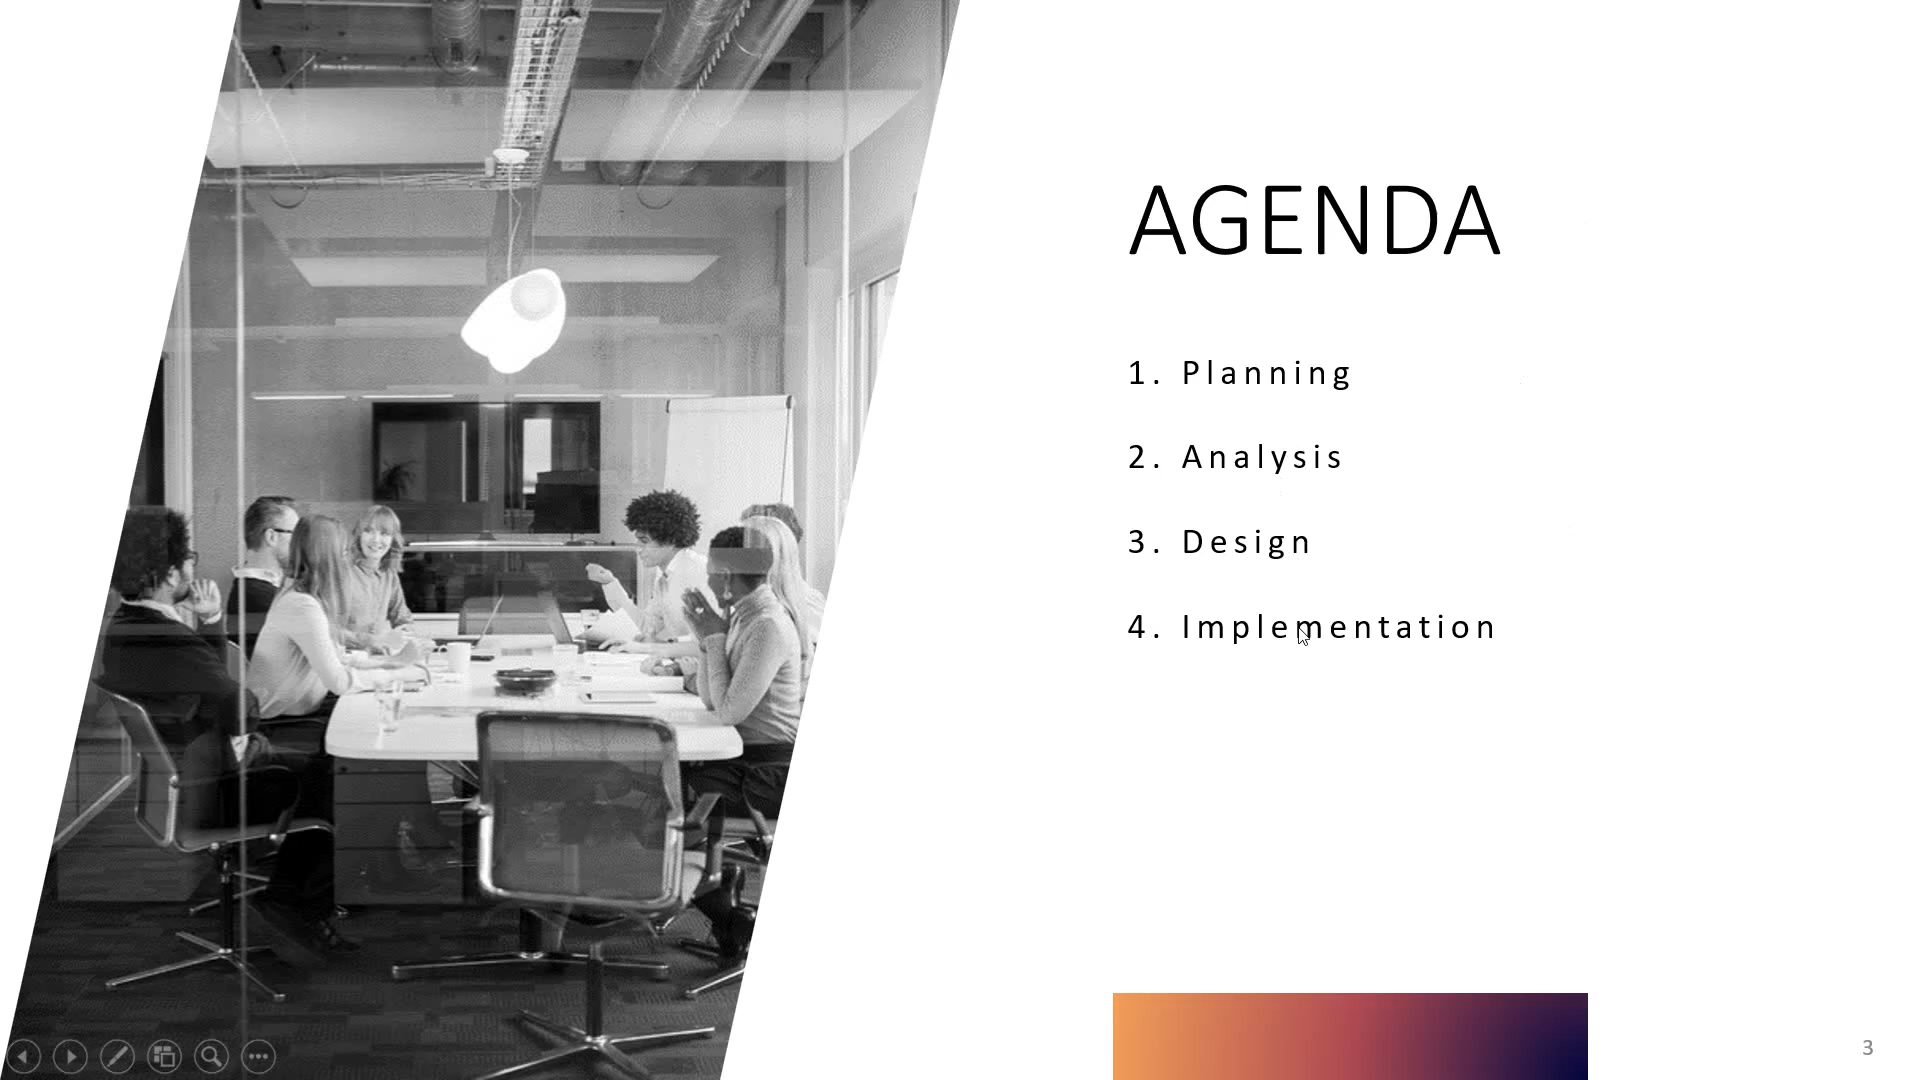 AGENDA
1. Planning
2. Analysis
3. Design
4. Implementation
3